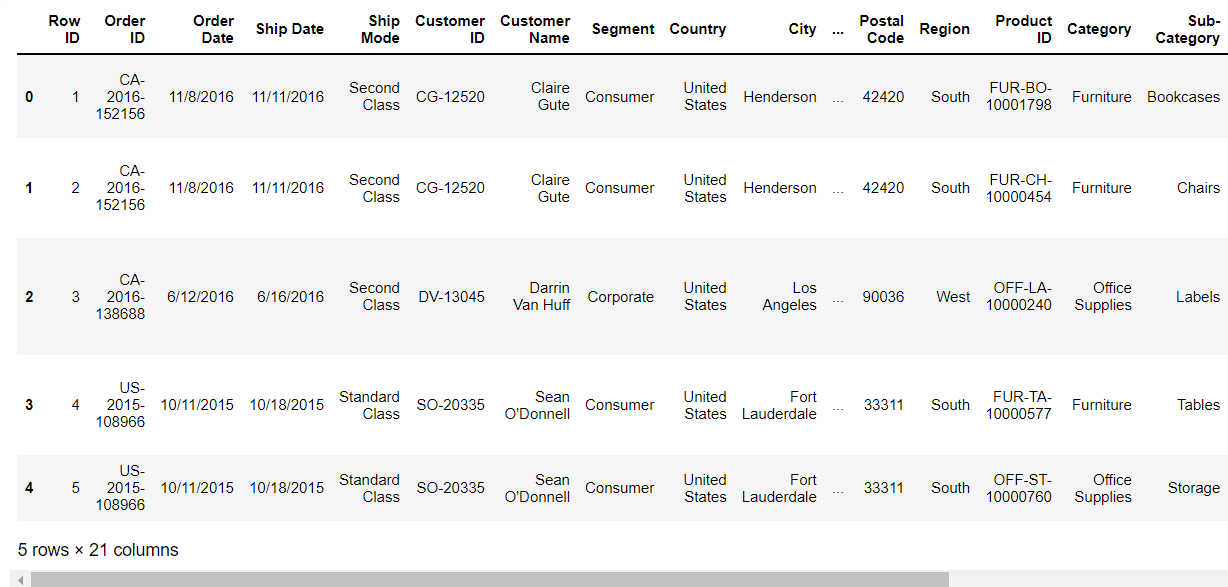 Row ID Order ID Order Date Ship Date Ship Mode Customer ID Customer Name Segment Country City ... Postal Code Region Product ID Category Sub-Category
0 1 CA-2016-152156 11/8/2016 11/11/2016 Second Class CG-12520 Claire Gute Consumer United States Henderson ... 42420 South FUR-BO-10001798 Furniture Bookcases
1 2 CA-2016-152156 11/8/2016 11/11/2016 Second Class CG-12520 Claire Gute Consumer United States Henderson ... 42420 South FUR-CH-10000454 Furniture Chairs
2 3 CA-2016-138688 6/12/2016 6/16/2016 Second Class DV-13045 Darrin Van Huff Corporate United States Los Angeles ... 90036 West OFF-LA-10000240 Office Supplies Labels
3 4 US-2015-108966 10/11/2015 10/18/2015 Standard Class SO-20335 Sean O'Donnell Consumer United States Fort Lauderdale ... 33311 South FUR-TA-10000577 Furniture Tables
4 5 US-2015-108966 10/11/2015 10/18/2015 Standard Class SO-20335 Sean O'Donnell Consumer United States Fort Lauderdale ... 33311 South OFF-ST-10000760 Office Supplies Storage
5 rows × 21 columns